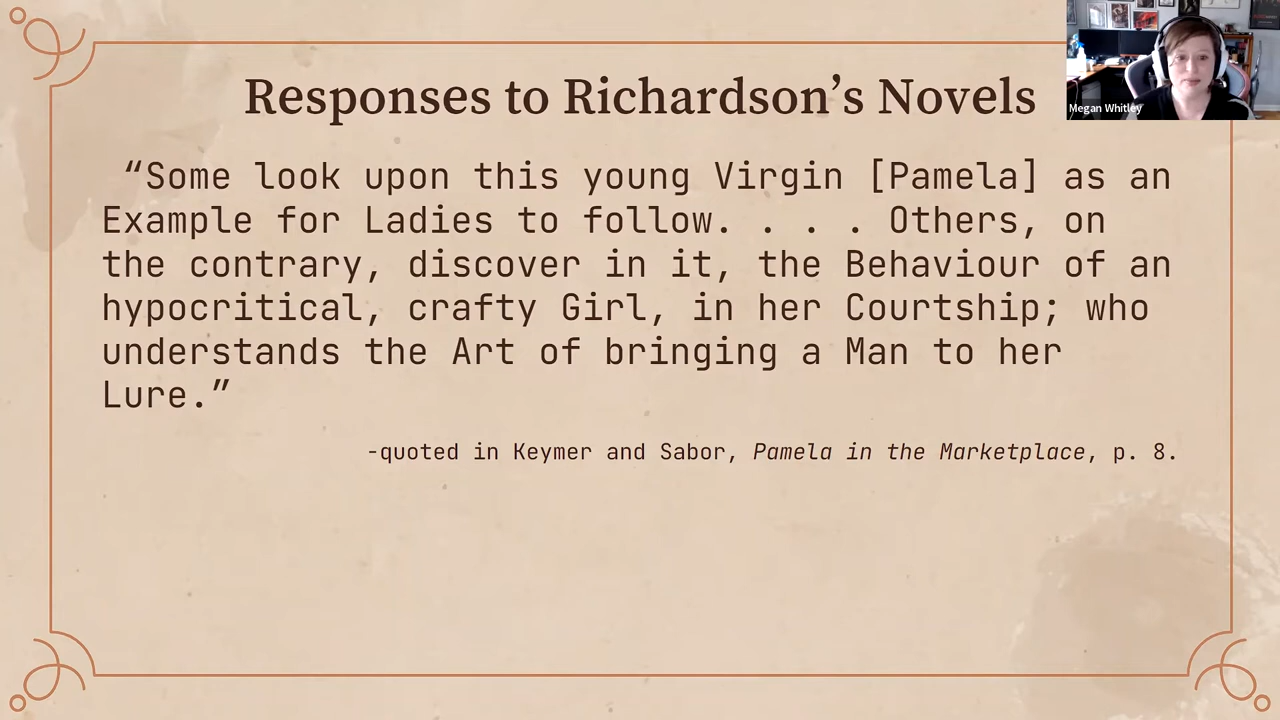 Responses to Richardson’s Novels
Megan Whitley
“Some look upon this young Virgin [Pamela] as an
Example for Ladies to follow. . . . Others, on
the contrary, discover in it, the Behaviour of an
hypocritical, crafty Girl, in her Courtship; who
understands the Art of bringing a Man to her
Lure.”
-quoted in Keymer and Sabor, Pamela in the Marketplace, p. 8.